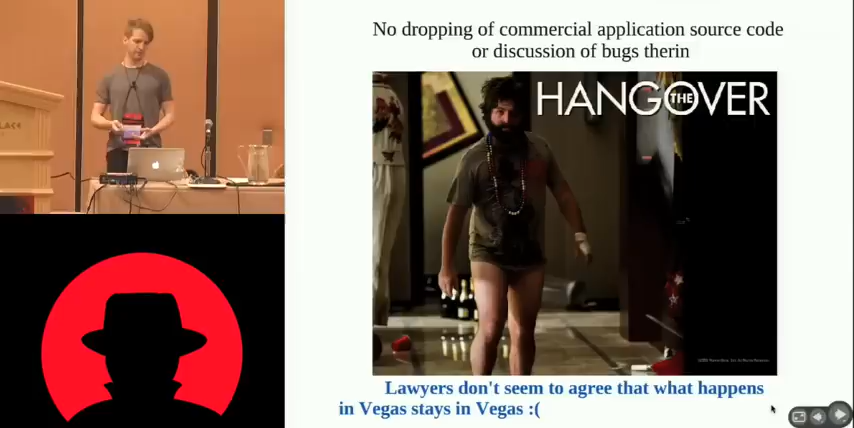 No dropping of commercial application source code
or discussion of bugs therin
THE
HANGOVER
Lawyers don't seem to agree that what happens
in Vegas stays in Vegas :(